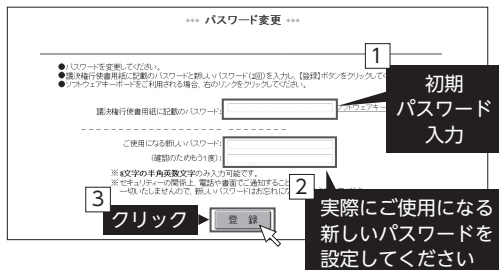 *** パスワード変更 ***
●パスワードを変更してください。
●議決権行使書用紙に記載のパスワードと新しいパスワード(2回)を入力し、【登録】ボタンをクリックしてく
●ソフトウェアキーボードをご利用される場合、右のリンクをクリックしてください。
1
初期
パスワード
入力
議決権行使書用紙に記載のパスワード:
ソフトウェアキー
ご使用になる新しいパスワード:
(確認のためもう1度):
※8文字の半角英数字のみ入力可能です。
※セキュリティーの関係上、電話や書面でご通知すること
一切いたしませんので、新しいパスワードはお忘れに
2
実際にご使用になる
新しいパスワードを
設定してください
3
クリック
登 録